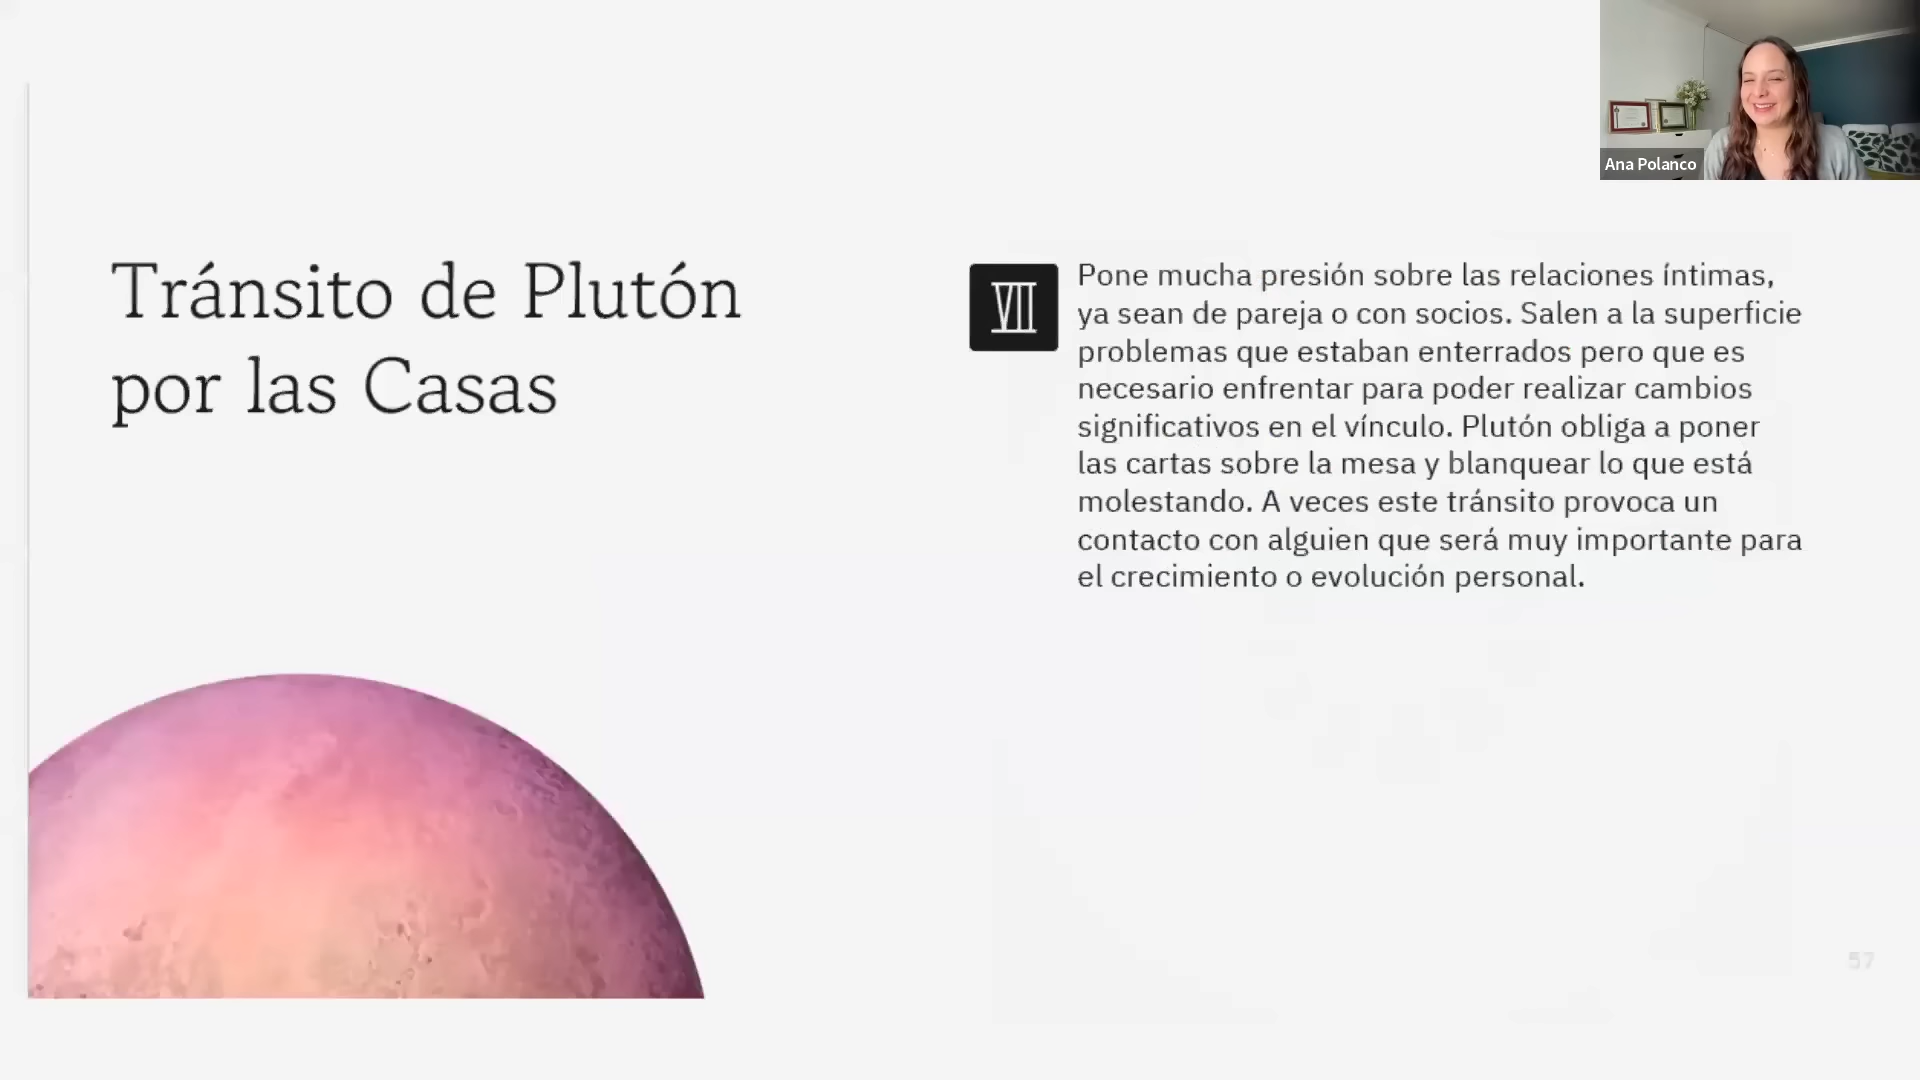 Ana Polanco
Tránsito de Plutón
por las Casas
VII
Pone mucha presión sobre las relaciones íntimas,
ya sean de pareja o con socios. Salen a la superficie
problemas que estaban enterrados pero que es
necesario enfrentar para poder realizar cambios
significativos en el vínculo. Plutón obliga a poner
las cartas sobre la mesa y blanquear lo que está
molestando. A veces este tránsito provoca un
contacto con alguien que será muy importante para
el crecimiento o evolución personal.
57